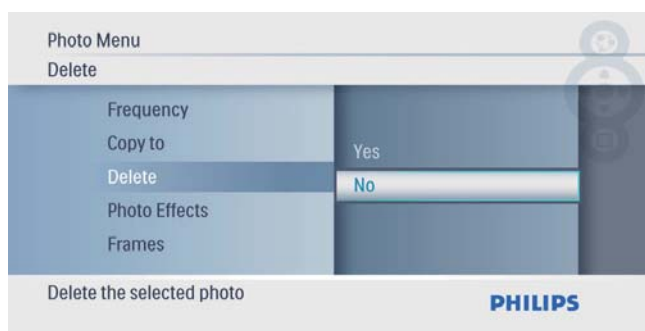 Photo Menu
Delete
Frequency
Copy to
Delete
Photo Effects
Frames
Yes
No
Delete the selected photo
PHILIPS